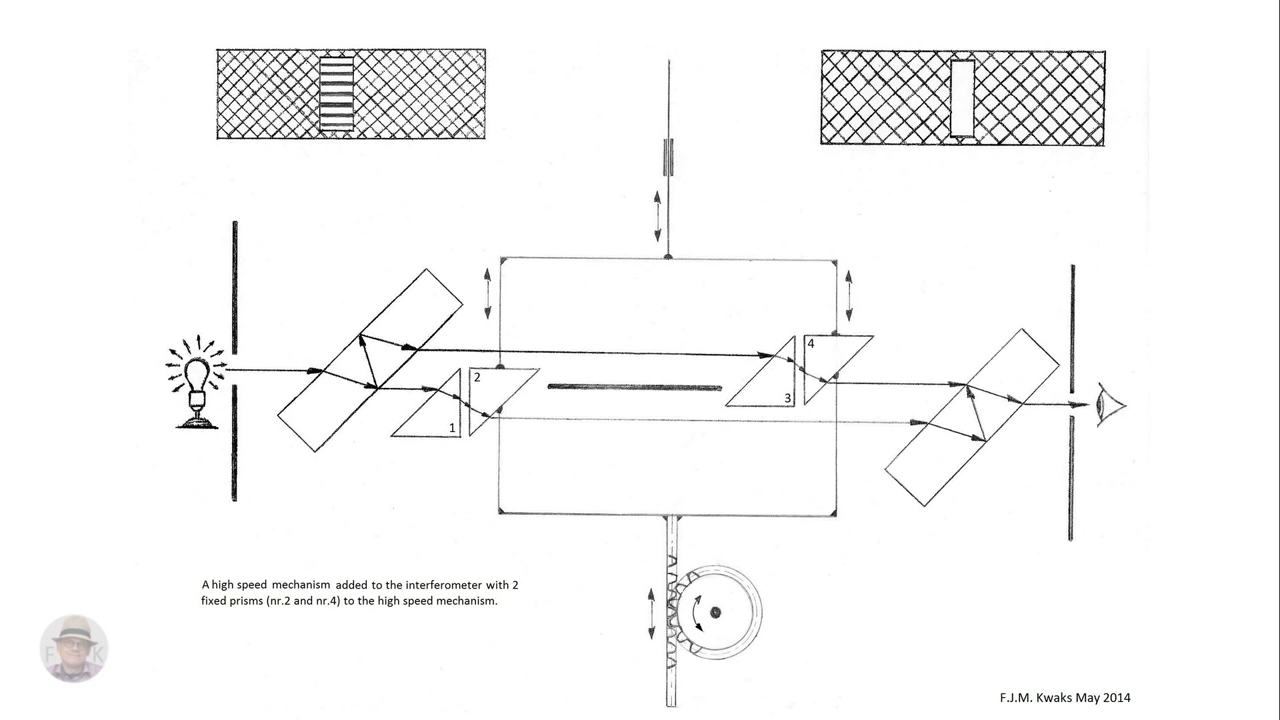 2
4
3
1
A high speed mechanism added to the interferometer with 2
fixed prisms (nr.2 and nr.4) to the high speed mechanism.
F K
F.J.M. Kwaks May 2014